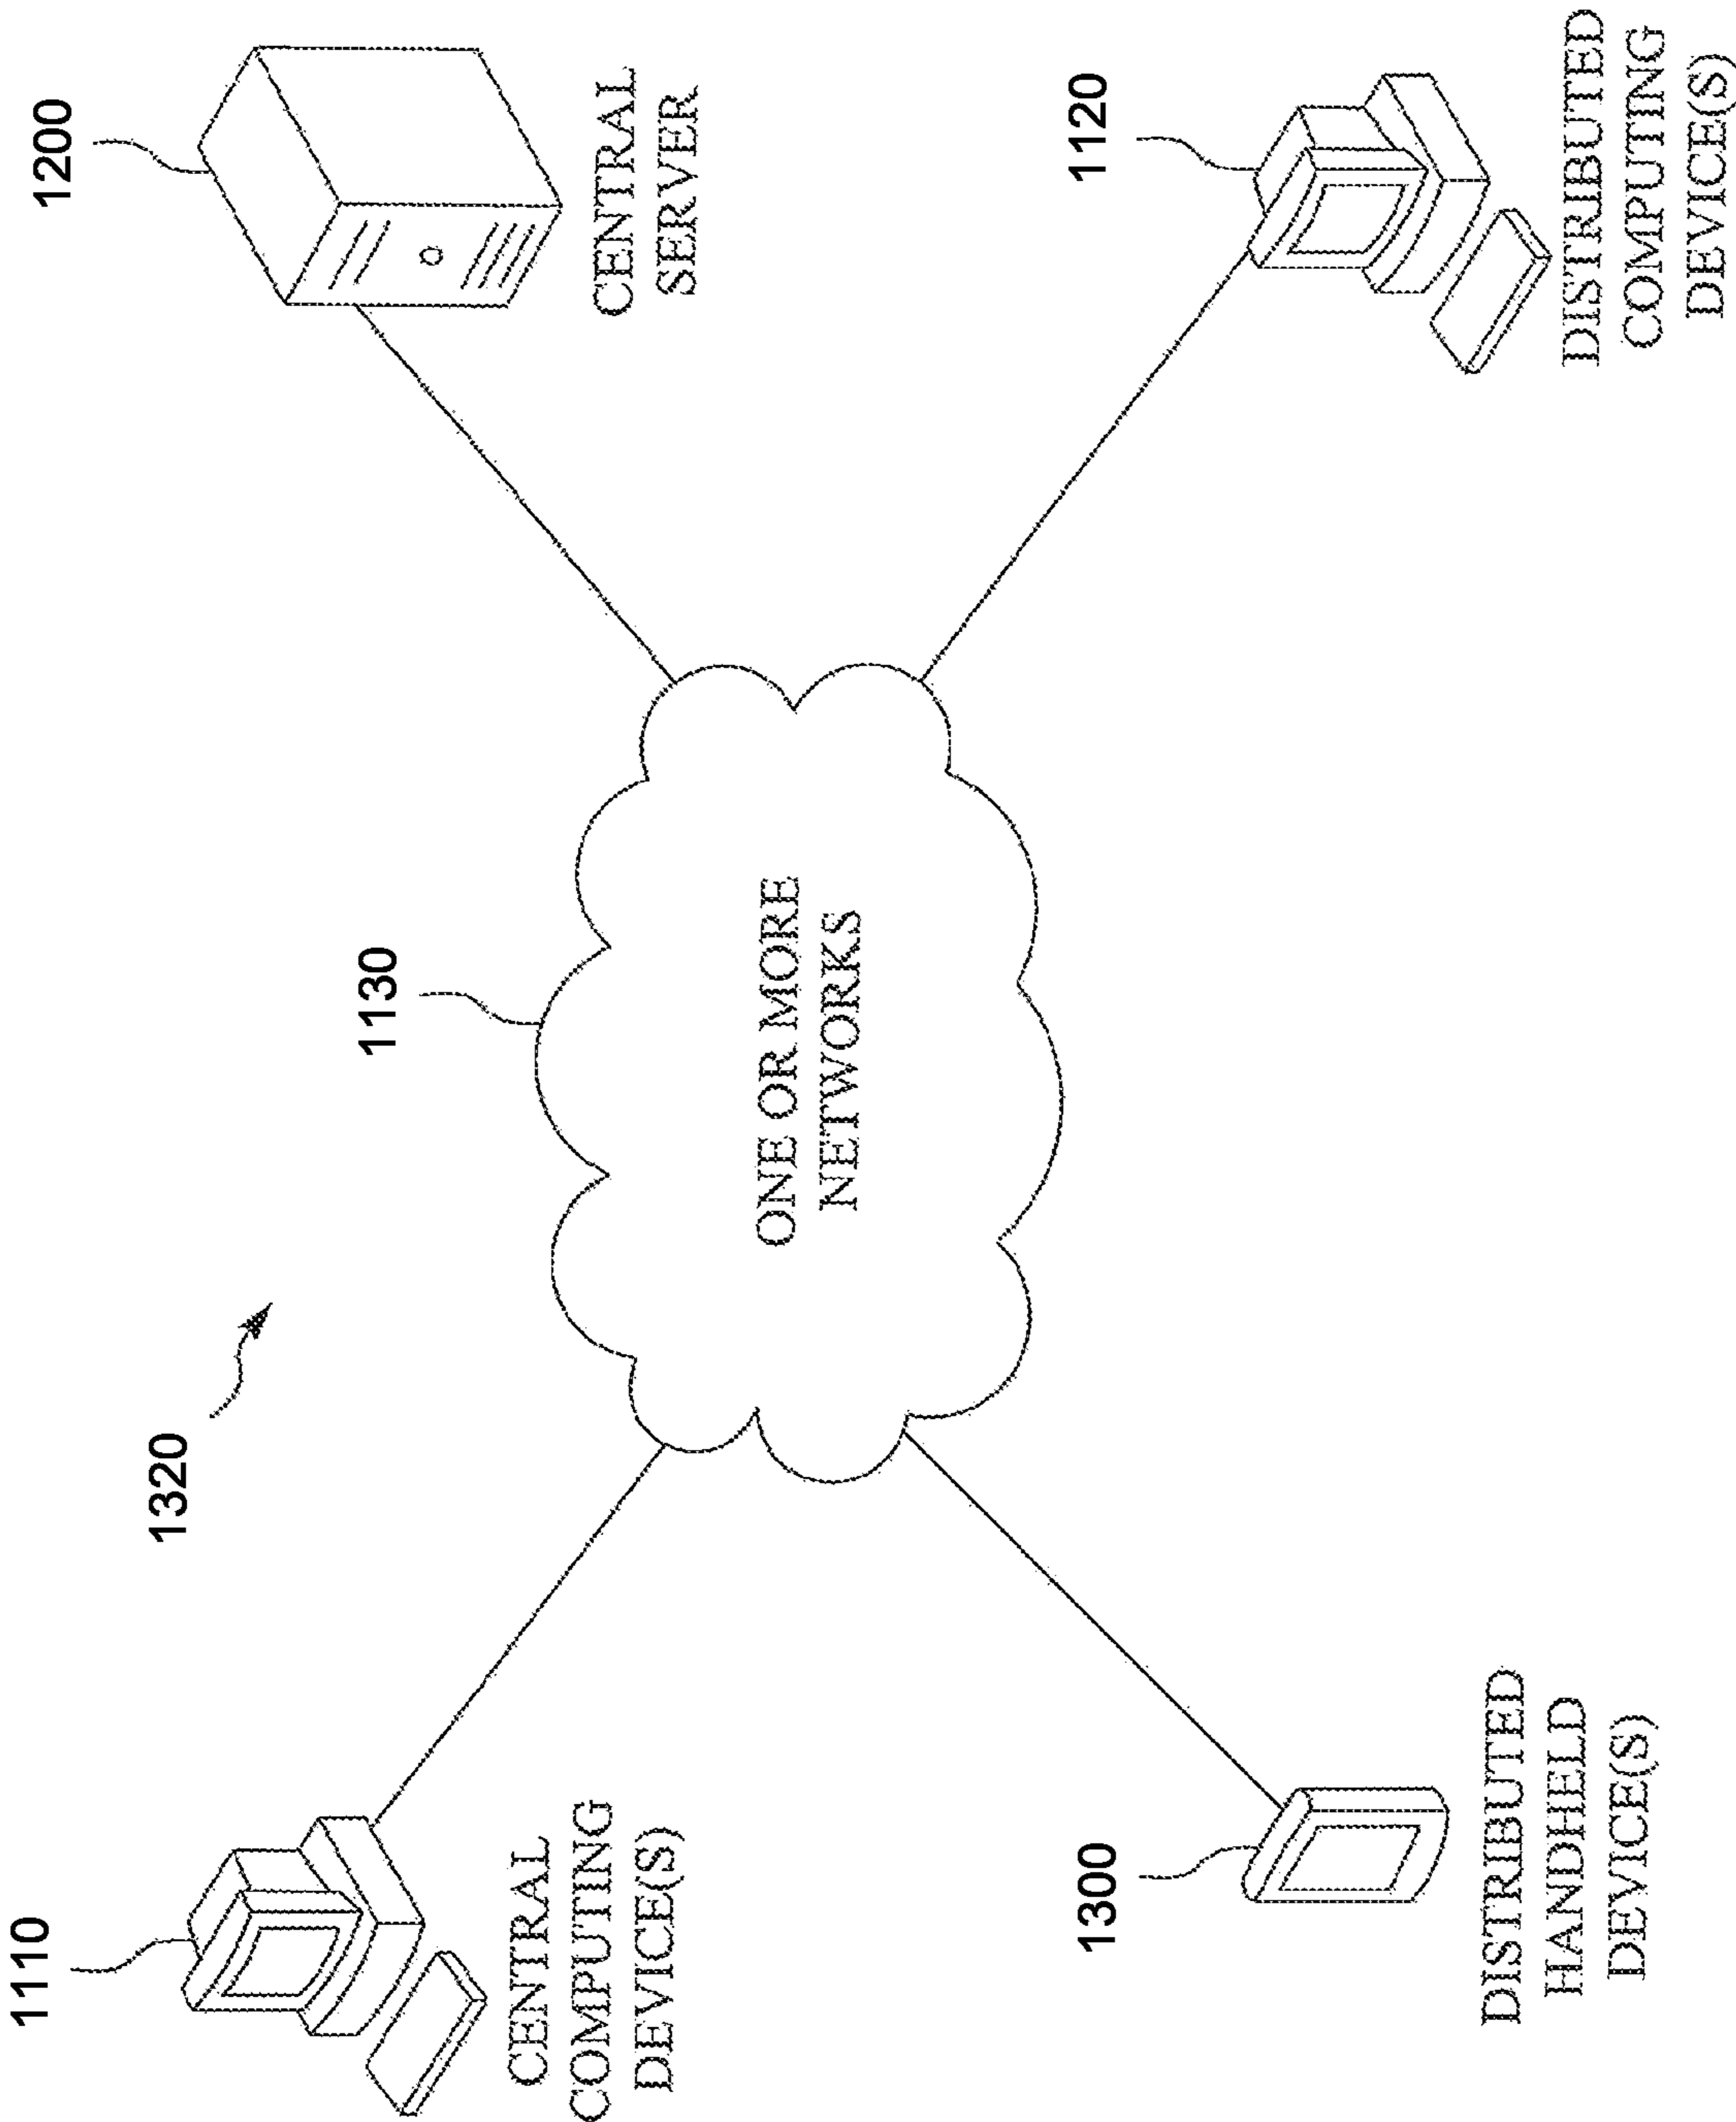 1320
1110
CENTRAL
COMPUTING
DEVICE(S)
1130
ONE OR MORE
NETWORKS
1200
CENTRAL
SERVER
1300
DISTRIBUTED
HANDHELD
DEVICE(S)
1120
DISTRIBUTED
COMPUTING
DEVICE(S)